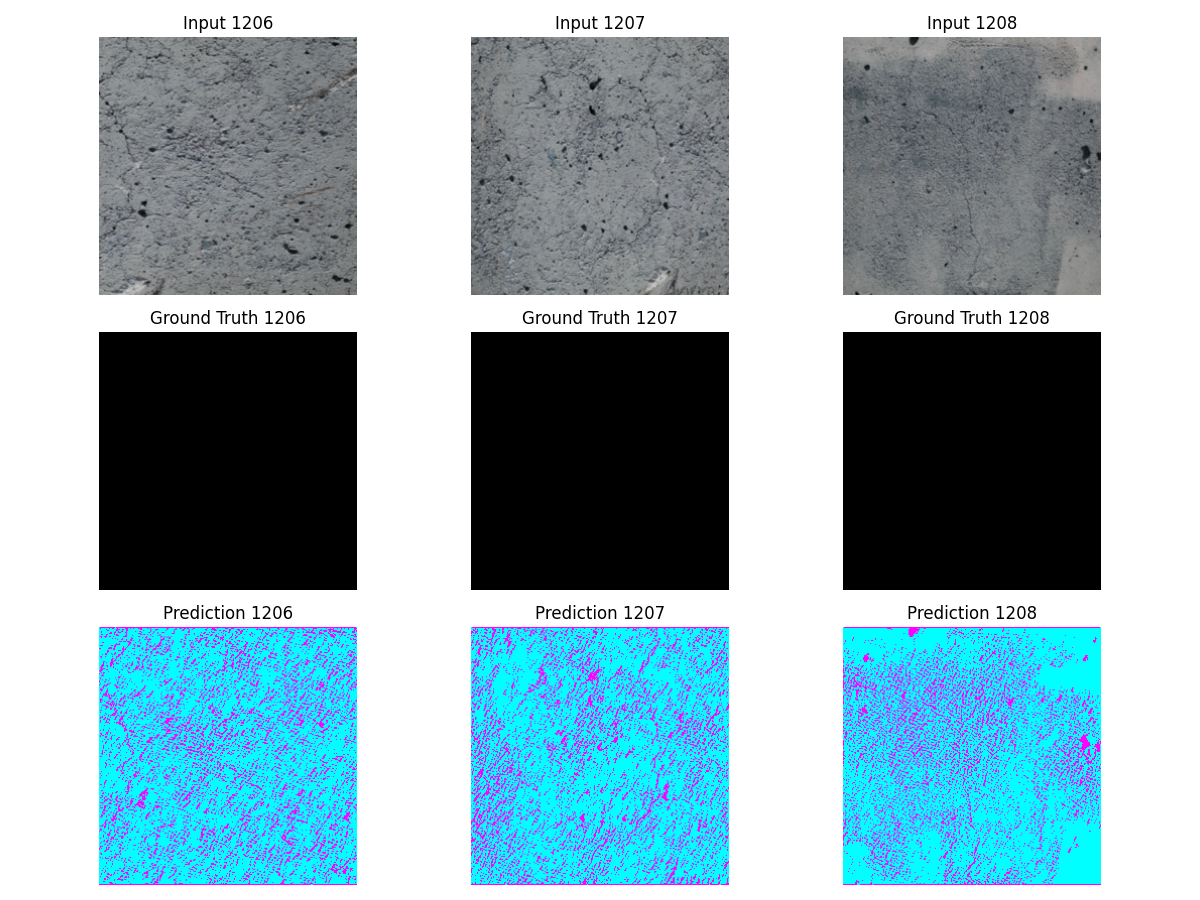 Input 1206
Input 1207
Input 1208
Ground Truth 1206
Ground Truth 1207
Ground Truth 1208
Prediction 1206
Prediction 1207
Prediction 1208